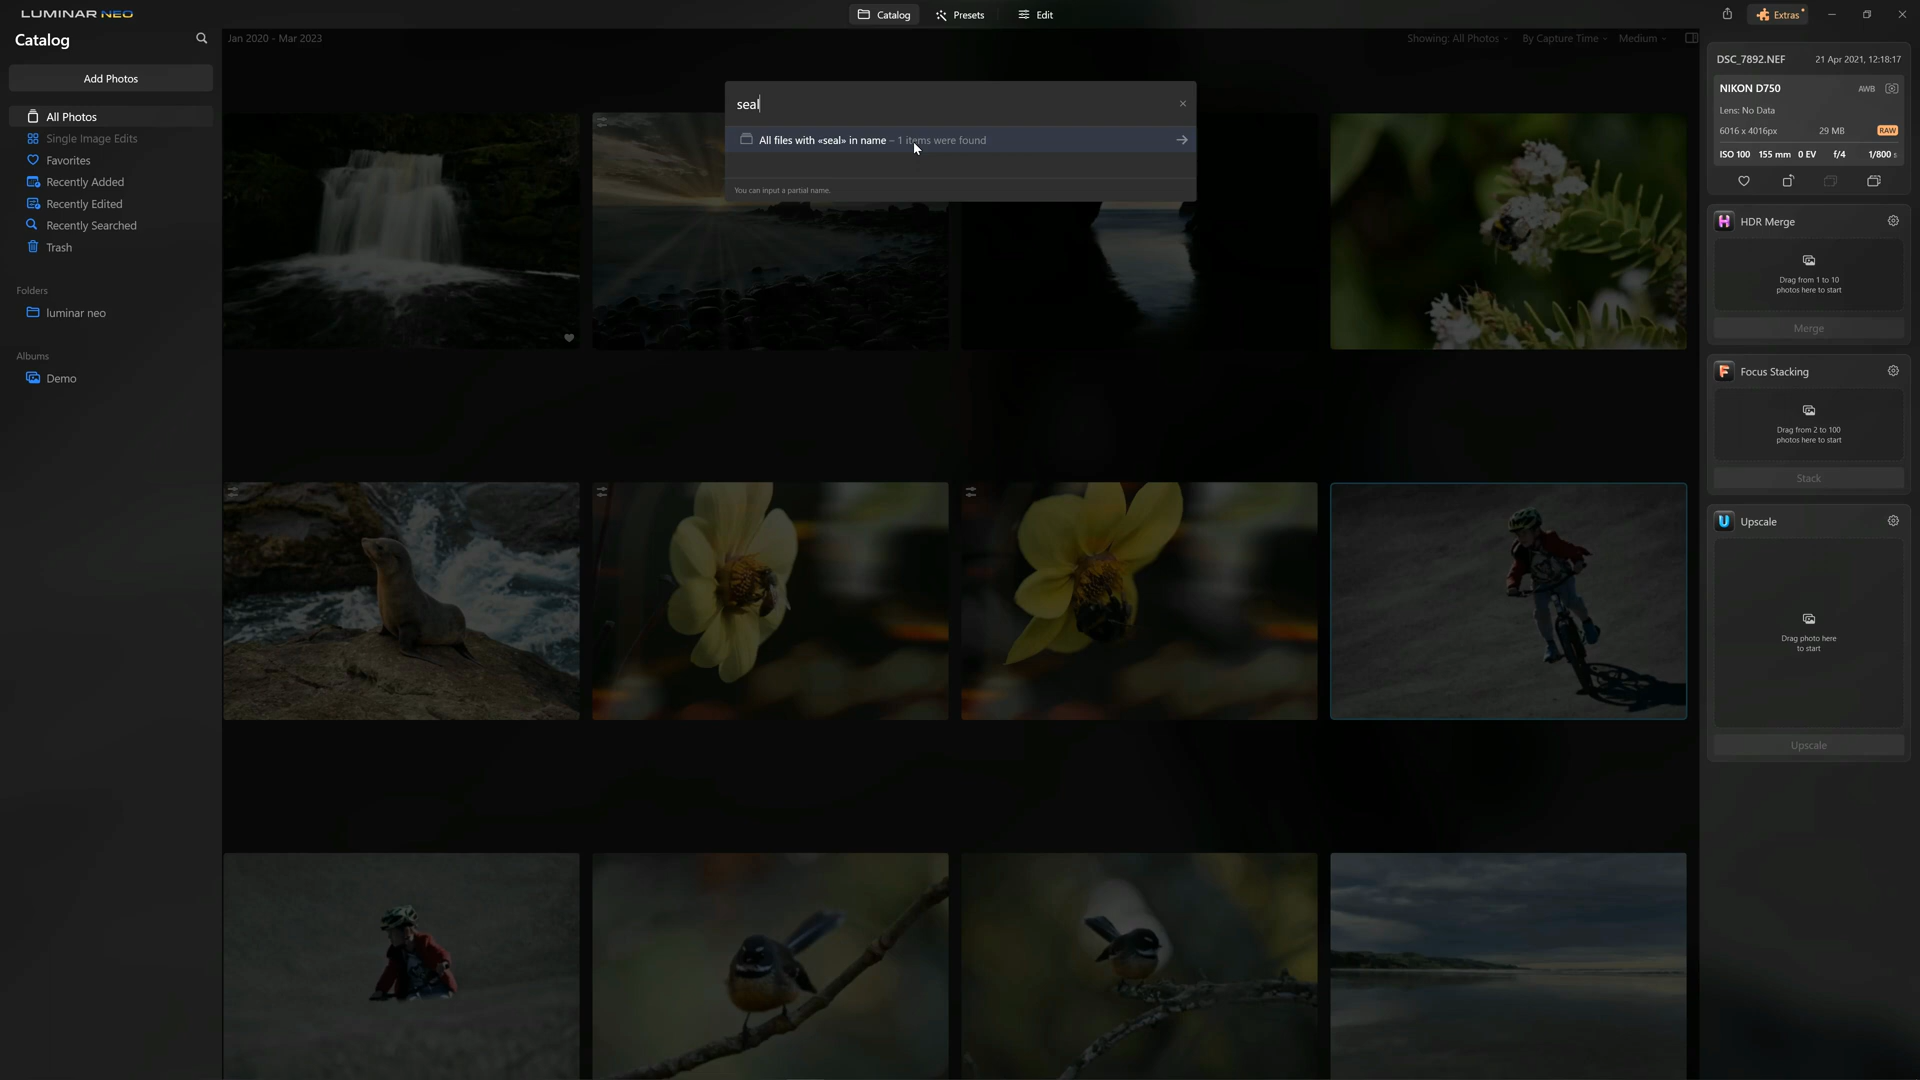 LUMINAR NEO
Catalog
Presets
Edit
Extras
Catalog
Jan 2020 - Mar 2023
Showing: All Photos
By Capture Time
Medium
Add Photos
All Photos
Single Image Edits
Favorites
Recently Added
Recently Edited
Recently Searched
Trash
Folders
luminar neo
Albums
Demo
seal
All files with «seal» in name – 1 items were found
You can input a partial name.
DSC_7892.NEF
21 Apr 2021, 12:18:17
NIKON D750
AWB
Lens: No Data
6016 x 4016px
29 MB
RAW
ISO 100
155 mm
0 EV
f/4
1/800 s
HDR Merge
Drag from 1 to 10
photos here to start
Merge
Focus Stacking
Drag from 2 to 100
photos here to start
Stack
Upscale
Drag photo here
to start
Upscale